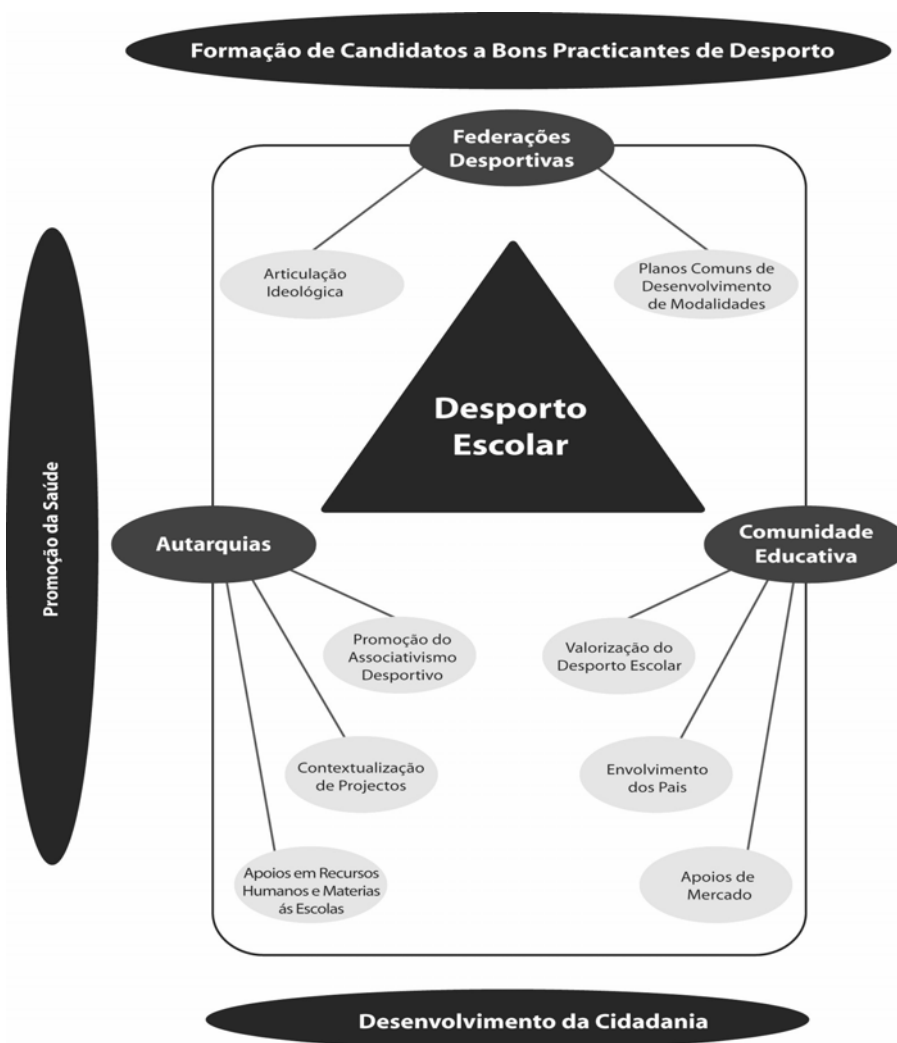 Formação de Candidatos a Bons Practicantes de Desporto
Federações
Desportivas
Articulação
Ideológica
Planos Comuns de
Desenvolvimento
de Modalidades
Desporto
Escolar
Promoção da Saúde
Autarquias
Comunidade
Educativa
Promoção do
Associativismo
Desportivo
Valorização do
Desporto Escolar
Contextualização
de Projectos
Envolvimento
dos Pais
Apoios em Recursos
Humanos e Materias
ás Escolas
Apoios de
Mercado
Desenvolvimento da Cidadania